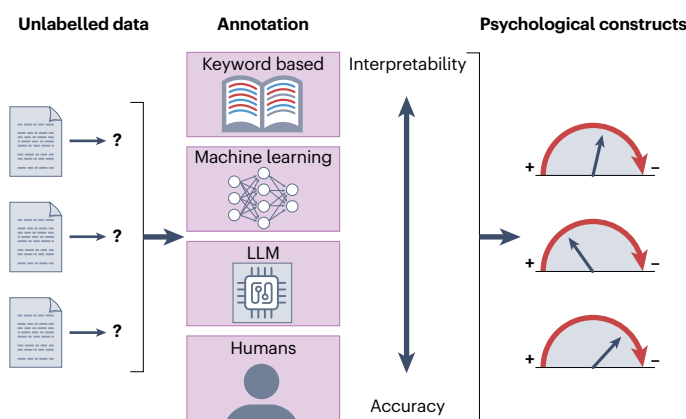 Unlabelled data
Annotation
Psychological constructs
Keyword based
Interpretability
Machine learning
LLM
Humans
Accuracy
?
?
?
+
–
+
–
+
–